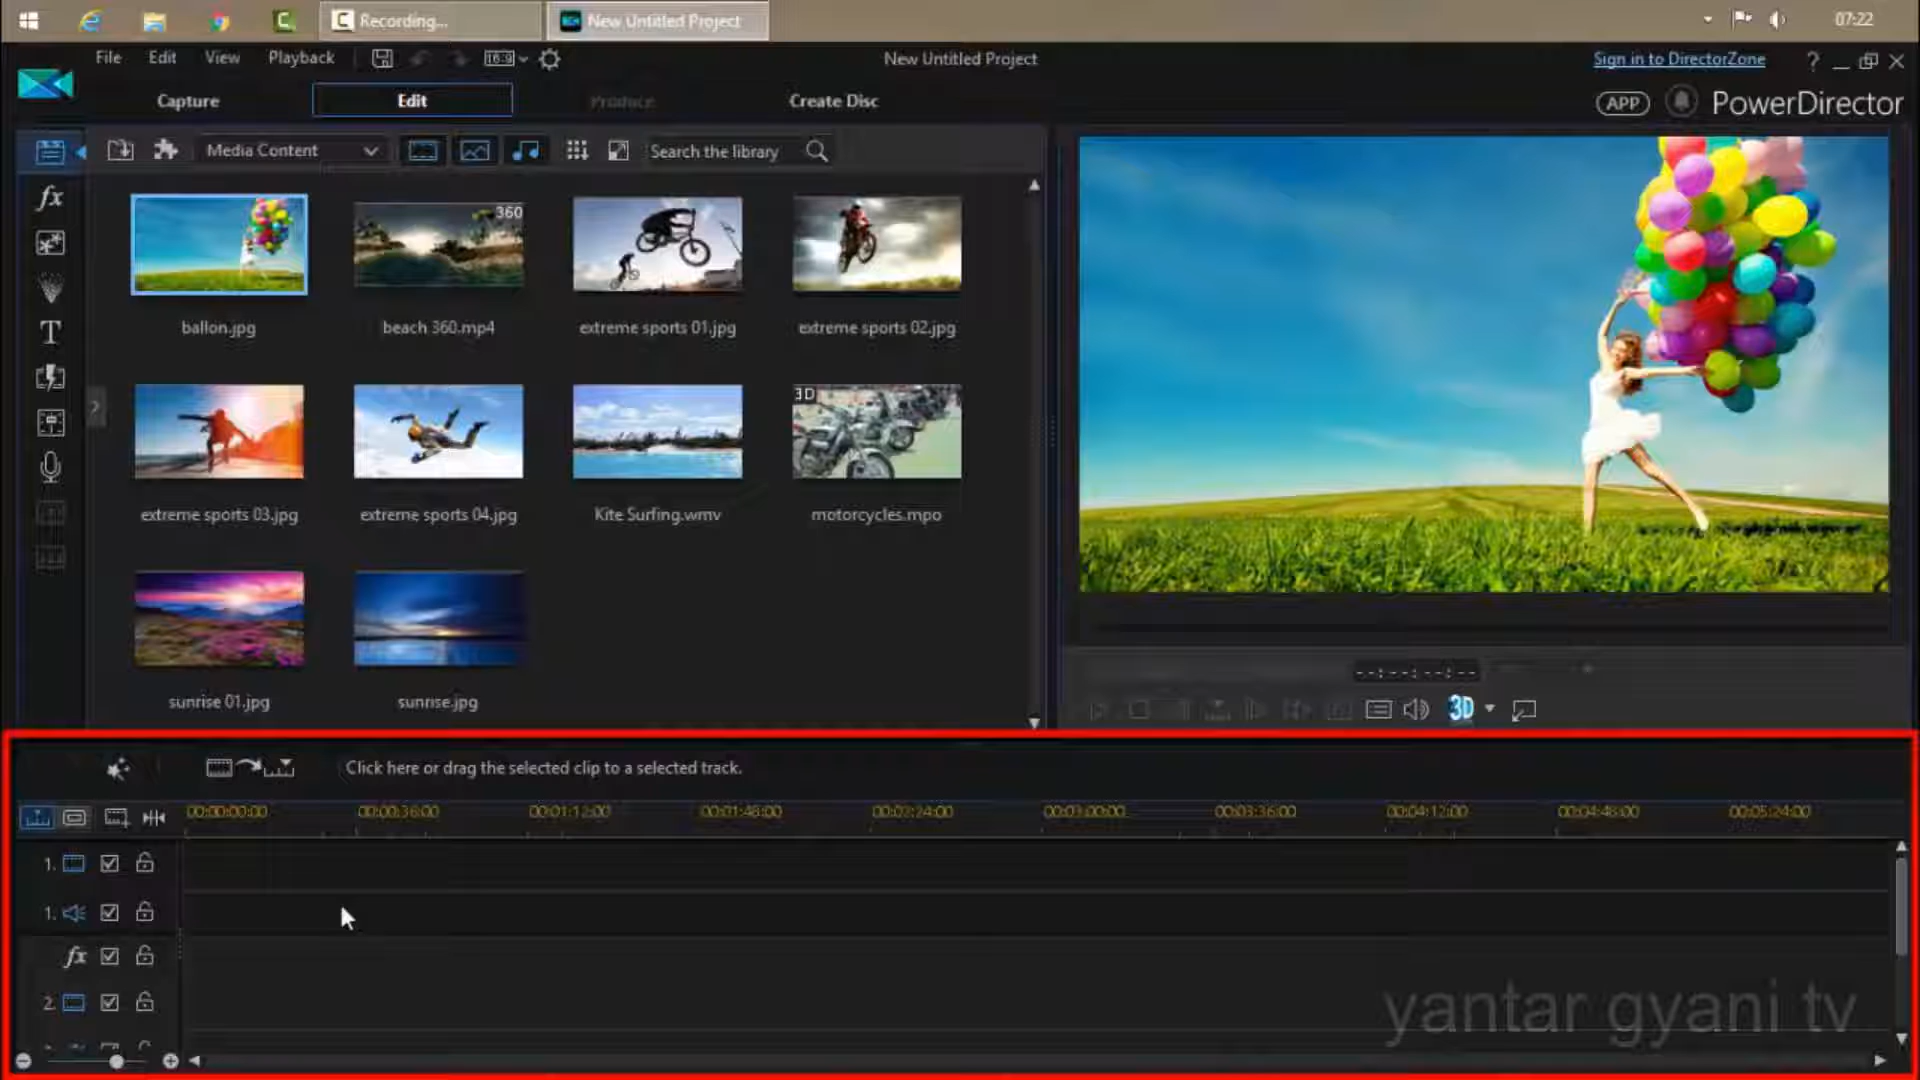 Recording...
New Untitled Project
07:22
File
Edit
View
Playback
16:9
New Untitled Project
Sign in to DirectorZone
?
Capture
Edit
Produce
Create Disc
APP
PowerDirector
Media Content
Search the library
fx
T
360
ballon.jpg
beach 360.mp4
extreme sports 01.jpg
extreme sports 02.jpg
3D
extreme sports 03.jpg
extreme sports 04.jpg
Kite Surfing.wmv
motorcycles.mpo
sunrise 01.jpg
sunrise.jpg
--:--:--:--
3D
Click here or drag the selected clip to a selected track.
00:00:00:00
00:00:36:00
00:01:12:00
00:01:48:00
00:02:24:00
00:03:00:00
00:03:36:00
00:04:12:00
00:04:48:00
00:05:24:00
1.
1.
fx
2.
yantar gyani tv